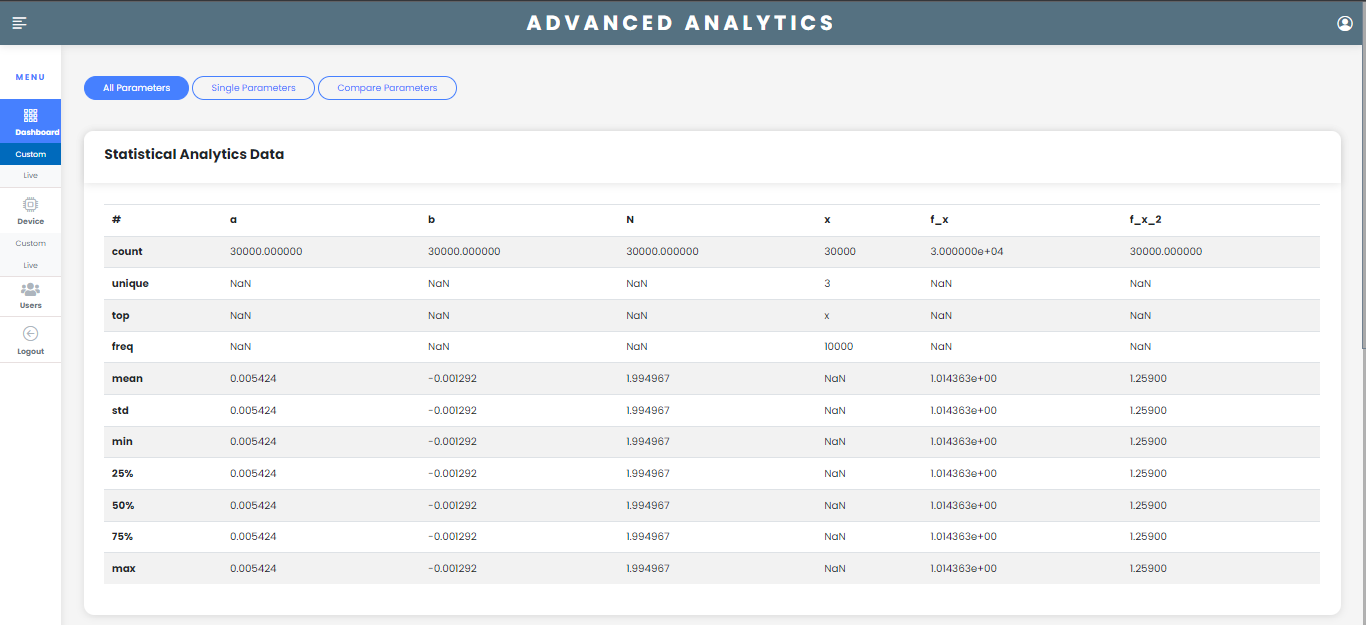 ADVANCED ANALYTICS
MENU
Dashboard
Custom
Live
Device
Custom
Live
Users
Logout
All Parameters Single Parameters Compare Parameters
Statistical Analytics Data
# a b N x f_x f_x_2
count 30000.000000 30000.000000 30000.000000 30000 3.000000e+04 30000.000000
unique NaN NaN NaN 3 NaN NaN
top NaN NaN NaN x NaN NaN
freq NaN NaN NaN 10000 NaN NaN
mean 0.005424 -0.001292 1.994967 NaN 1.014363e+00 1.25900
std 0.005424 -0.001292 1.994967 NaN 1.014363e+00 1.25900
min 0.005424 -0.001292 1.994967 NaN 1.014363e+00 1.25900
25% 0.005424 -0.001292 1.994967 NaN 1.014363e+00 1.25900
50% 0.005424 -0.001292 1.994967 NaN 1.014363e+00 1.25900
75% 0.005424 -0.001292 1.994967 NaN 1.014363e+00 1.25900
max 0.005424 -0.001292 1.994967 NaN 1.014363e+00 1.25900